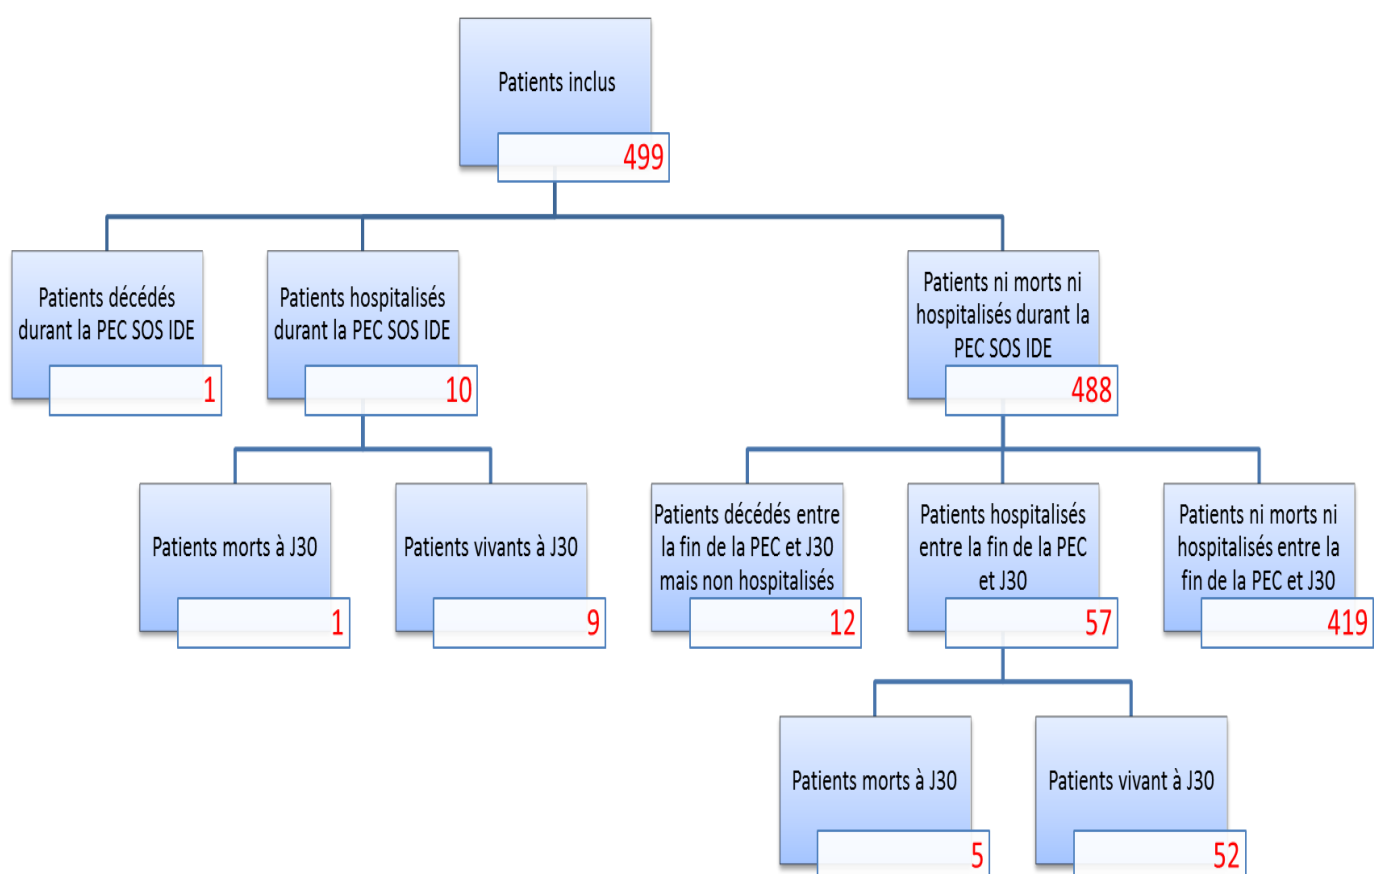 Patients inclus
499
Patients décédés
durant la PEC SOS IDE
1
Patients hospitalisés
durant la PEC SOS IDE
10
Patients ni morts ni
hospitalisés durant la
PEC SOS IDE
488
Patients morts à J30
1
Patients vivants à J30
9
Patients décédés entre
la fin de la PEC et J30
mais non hospitalisés
12
Patients hospitalisés
entre la fin de la PEC
et J30
57
Patients ni morts ni
hospitalisés entre la
fin de la PEC et J30
419
Patients morts à J30
5
Patients vivant à J30
52